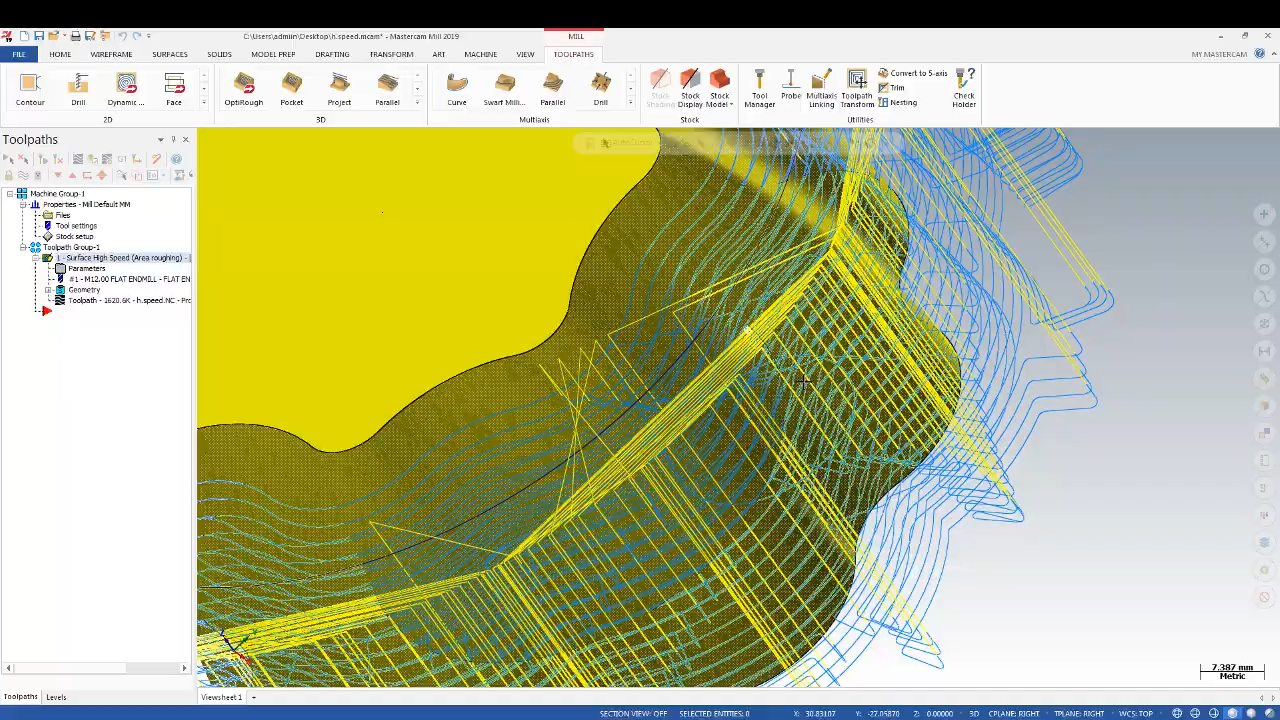 C:\Users\admiin\Desktop\h.speed.mcam* - Mastercam Mill 2019
MILL
FILE HOME WIREFRAME SURFACES SOLIDS MODEL PREP DRAFTING TRANSFORM ART MACHINE VIEW TOOLPATHS MY MASTERCAM
Contour Drill Dynamic ... Face OptiRough Pocket Project Parallel Curve Swarf Milli... Parallel Drill Stock Shading Stock Display Stock Model Tool Manager Probe Multiaxis Linking Toolpath Transform Convert to 5-axis Trim Nesting Check Holder
2D 3D Multiaxis Stock Utilities
Toolpaths
Machine Group-1
Properties - Mill Default MM
Files
Tool settings
Stock setup
Toolpath Group-1
1 - Surface High Speed (Area roughing) - [
Parameters
#1 - M12.00 FLAT ENDMILL - FLAT EN
Geometry
Toolpath - 1620.6K - h.speed.NC - Pro
7.387 mm
Metric
Toolpaths Levels Viewsheet 1 +
SECTION VIEW: OFF SELECTED ENTITIES: 0 X: 30.83107 Y: -27.05870 Z: 0.00000 3D CPLANE: RIGHT TPLANE: RIGHT WCS: TOP